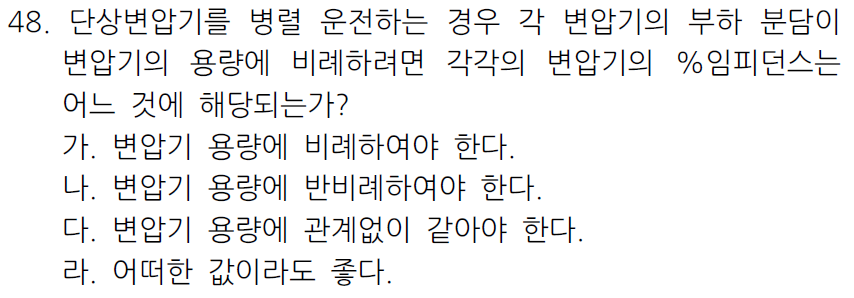 48. 단상변압기를 병렬 운전하는 경우 각 변압기의 부하 분담이
변압기의 용량에 비례하려면 각각의 변압기의 %임피던스는
어느 것에 해당되는가?
가. 변압기 용량에 비례하여야 한다.
나. 변압기 용량에 반비례하여야 한다.
다. 변압기 용량에 관계없이 같아야 한다.
라. 어떠한 값이라도 좋다.